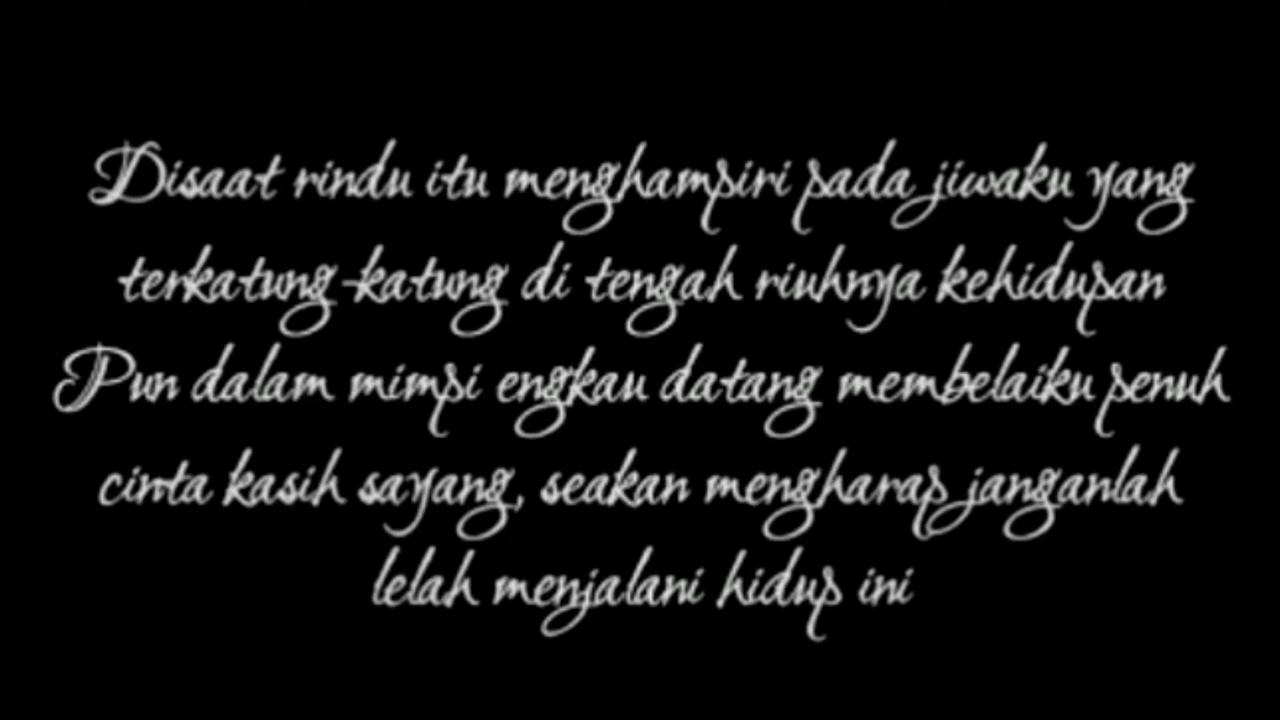 Disaat rindu itu menghampiri pada jiwaku yang
terkatung-katung di tengah riuhnya kehidupan
Pun dalam mimpi engkau datang membelaiku penuh
cinta kasih sayang, seakan mengharap janganlah
lelah menjalani hidup ini